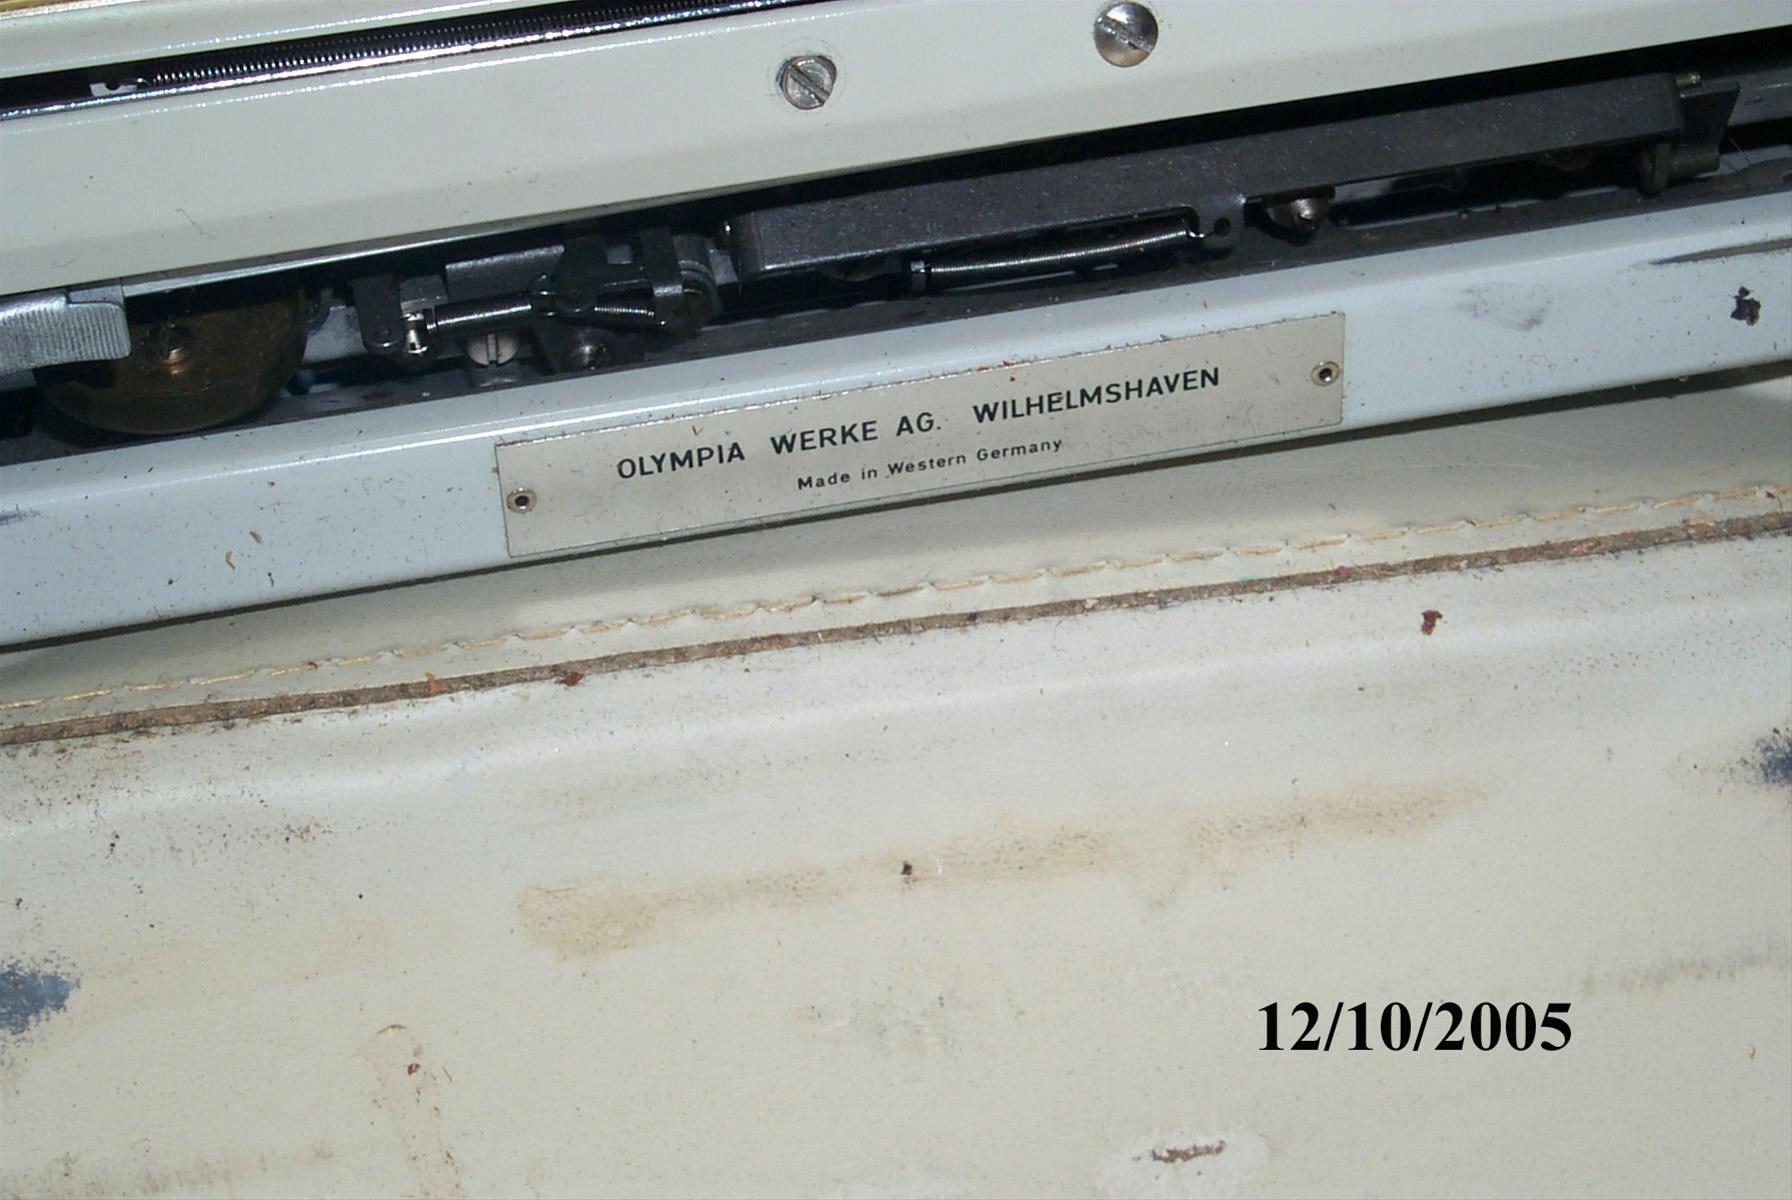 OLYMPIA WERKE AG. WILHELMSHAVEN
Made in Western Germany
12/10/2005